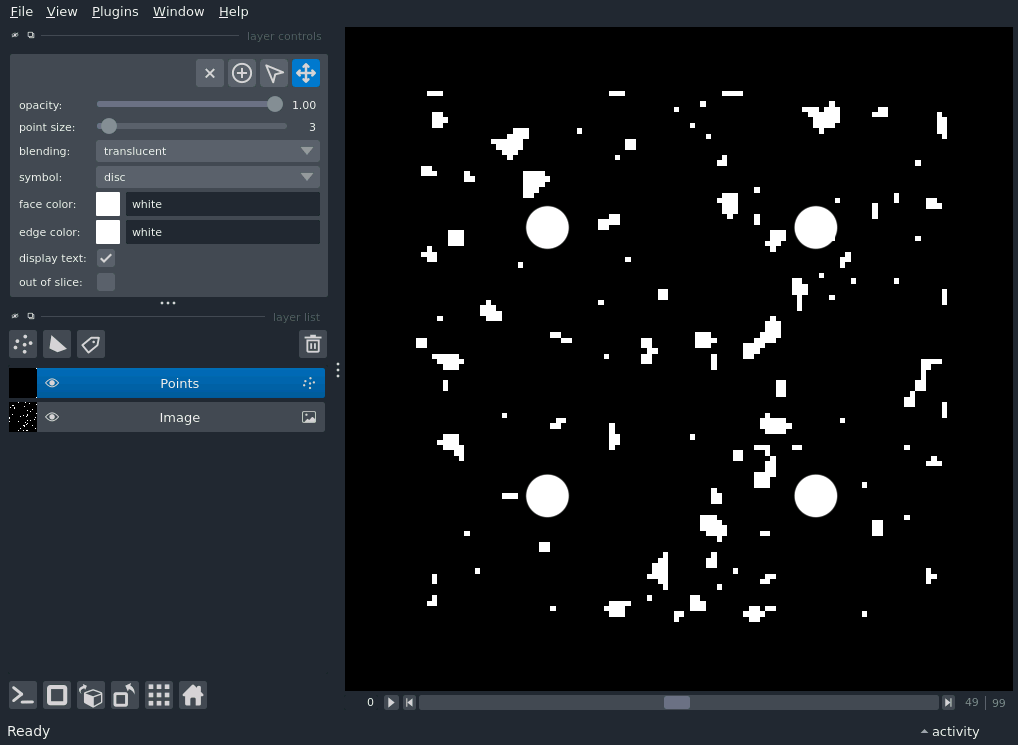 File View Plugins Window Help
layer controls
opacity: 1.00
point size: 3
blending: translucent
symbol: disc
face color: white
edge color: white
display text:
out of slice:
layer list
Points
Image
0 49 99
Ready activity